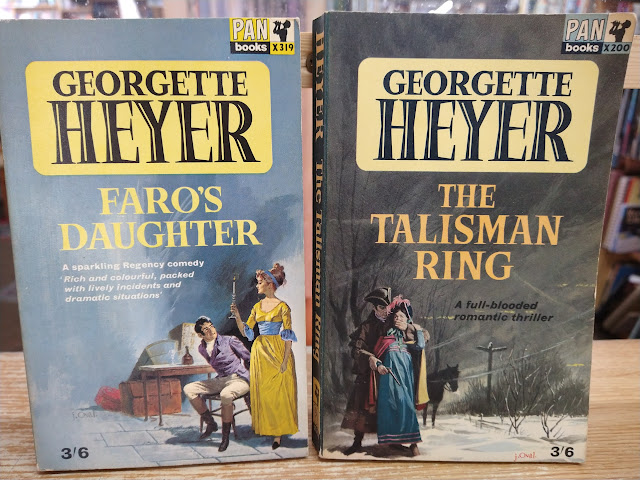 PAN
books X319
GEORGETTE
HEYER
FARO'S
DAUGHTER
A sparkling Regency comedy
'Rich and colourful, packed
with lively incidents and
dramatic situations'
3/6
HEYER The Talisman Ring
PAN
books X200
GEORGETTE
HEYER
THE
TALISMAN
RING
A full-blooded
romantic thriller
J.Oval.
3/6